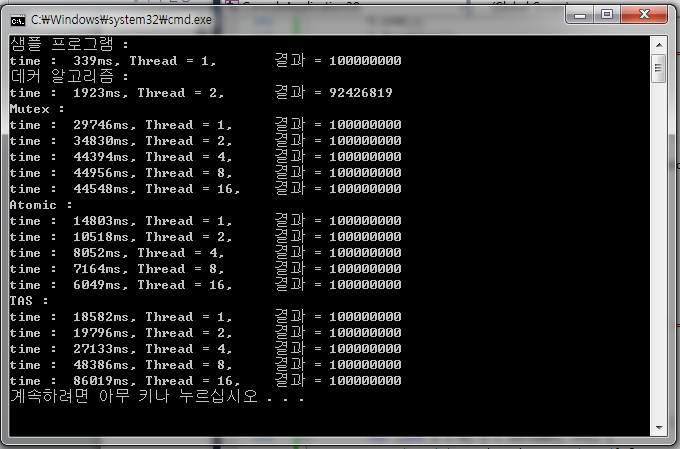 C:₩Windows₩system32₩cmd.exe
샘플 프로그램 :
time :  339ms, Thread = 1,      결과 = 100000000
데커 알고리즘 :
time :  1923ms, Thread = 2,     결과 = 92426819
Mutex :
time :  29746ms, Thread = 1,    결과 = 100000000
time :  34830ms, Thread = 2,    결과 = 100000000
time :  44394ms, Thread = 4,    결과 = 100000000
time :  44956ms, Thread = 8,    결과 = 100000000
time :  44548ms, Thread = 16,   결과 = 100000000
Atomic :
time :  14803ms, Thread = 1,    결과 = 100000000
time :  10518ms, Thread = 2,    결과 = 100000000
time :  8052ms, Thread = 4,     결과 = 100000000
time :  7164ms, Thread = 8,     결과 = 100000000
time :  6049ms, Thread = 16,    결과 = 100000000
TAS :
time :  18582ms, Thread = 1,    결과 = 100000000
time :  19796ms, Thread = 2,    결과 = 100000000
time :  27133ms, Thread = 4,    결과 = 100000000
time :  48386ms, Thread = 8,    결과 = 100000000
time :  86019ms, Thread = 16,   결과 = 100000000
계속하려면 아무 키나 누르십시오 . . .